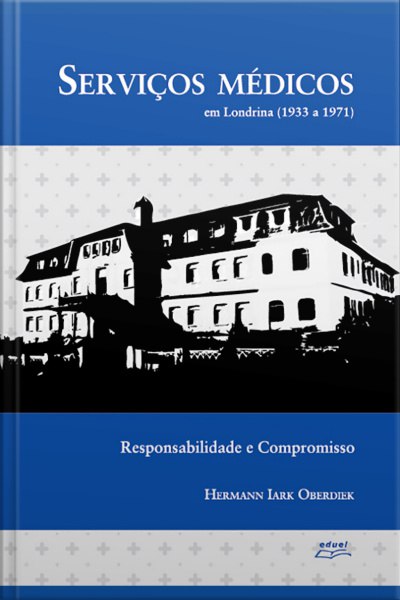 SERVIÇOS MÉDICOS
em Londrina (1933 a 1971)
Responsabilidade e Compromisso
HERMANN IARK OBERDIEK
eduel